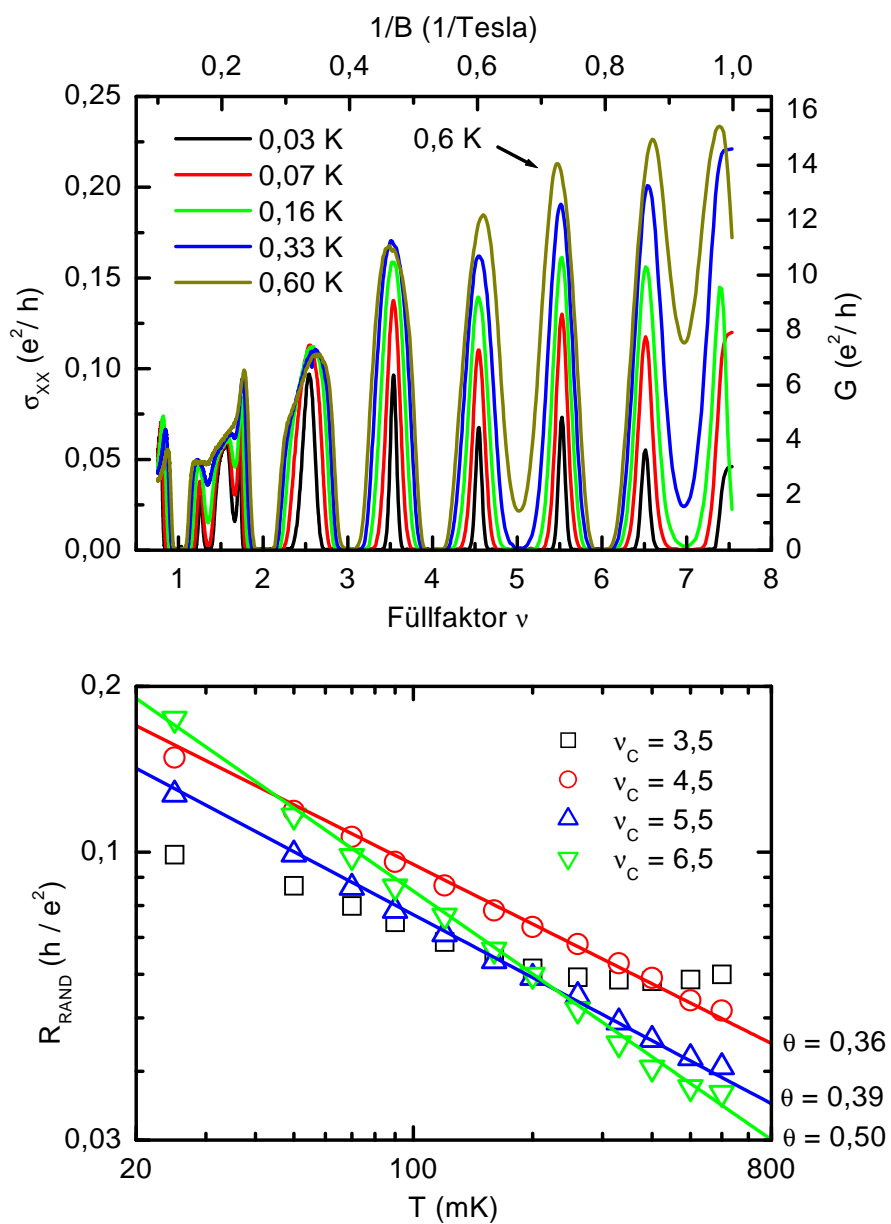 1/B (1/Tesla)
0,2 0,4 0,6 0,8 1,0
0,25
0,20
0,15
0,10
0,05
0,00
σXX (e²/ h)
0,03 K
0,07 K
0,16 K
0,33 K
0,60 K
0,6 K
16
14
12
10
8
6
4
2
0
G (e²/ h)
1 2 3 4 5 6 7 8
Füllfaktor ν
0,2
0,1
0,03
R_RAND (h / e²)
ν_C = 3,5
ν_C = 4,5
ν_C = 5,5
ν_C = 6,5
θ = 0,36
θ = 0,39
θ = 0,50
20 100 800
T (mK)